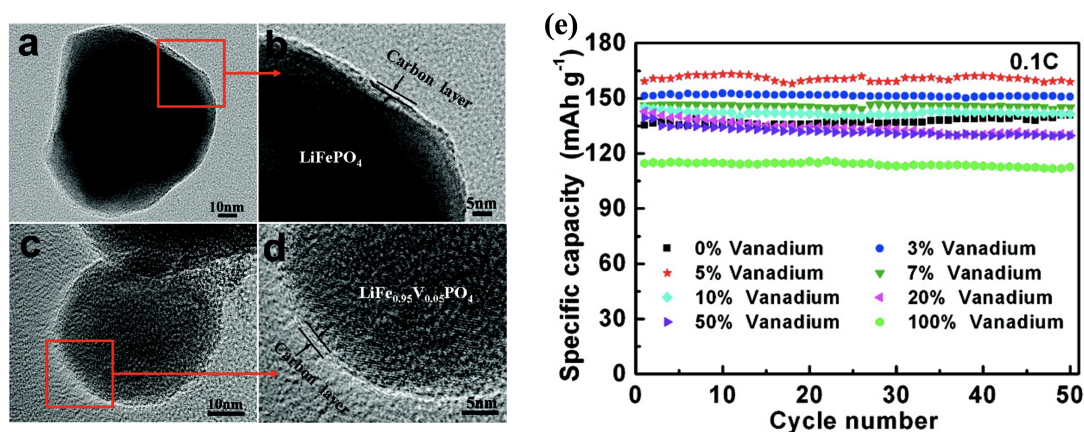 a
b
Carbon layer
LiFePO₄
10nm
5nm
c
d
LiFe₀.₉₅V₀.₀₅PO₄
Carbon layer
10nm
5nm
(e)
180
150
120
90
60
30
0
Specific capacity (mAh g⁻¹)
0.1C
0% Vanadium
3% Vanadium
5% Vanadium
7% Vanadium
10% Vanadium
20% Vanadium
50% Vanadium
100% Vanadium
0
10
20
30
40
50
Cycle number